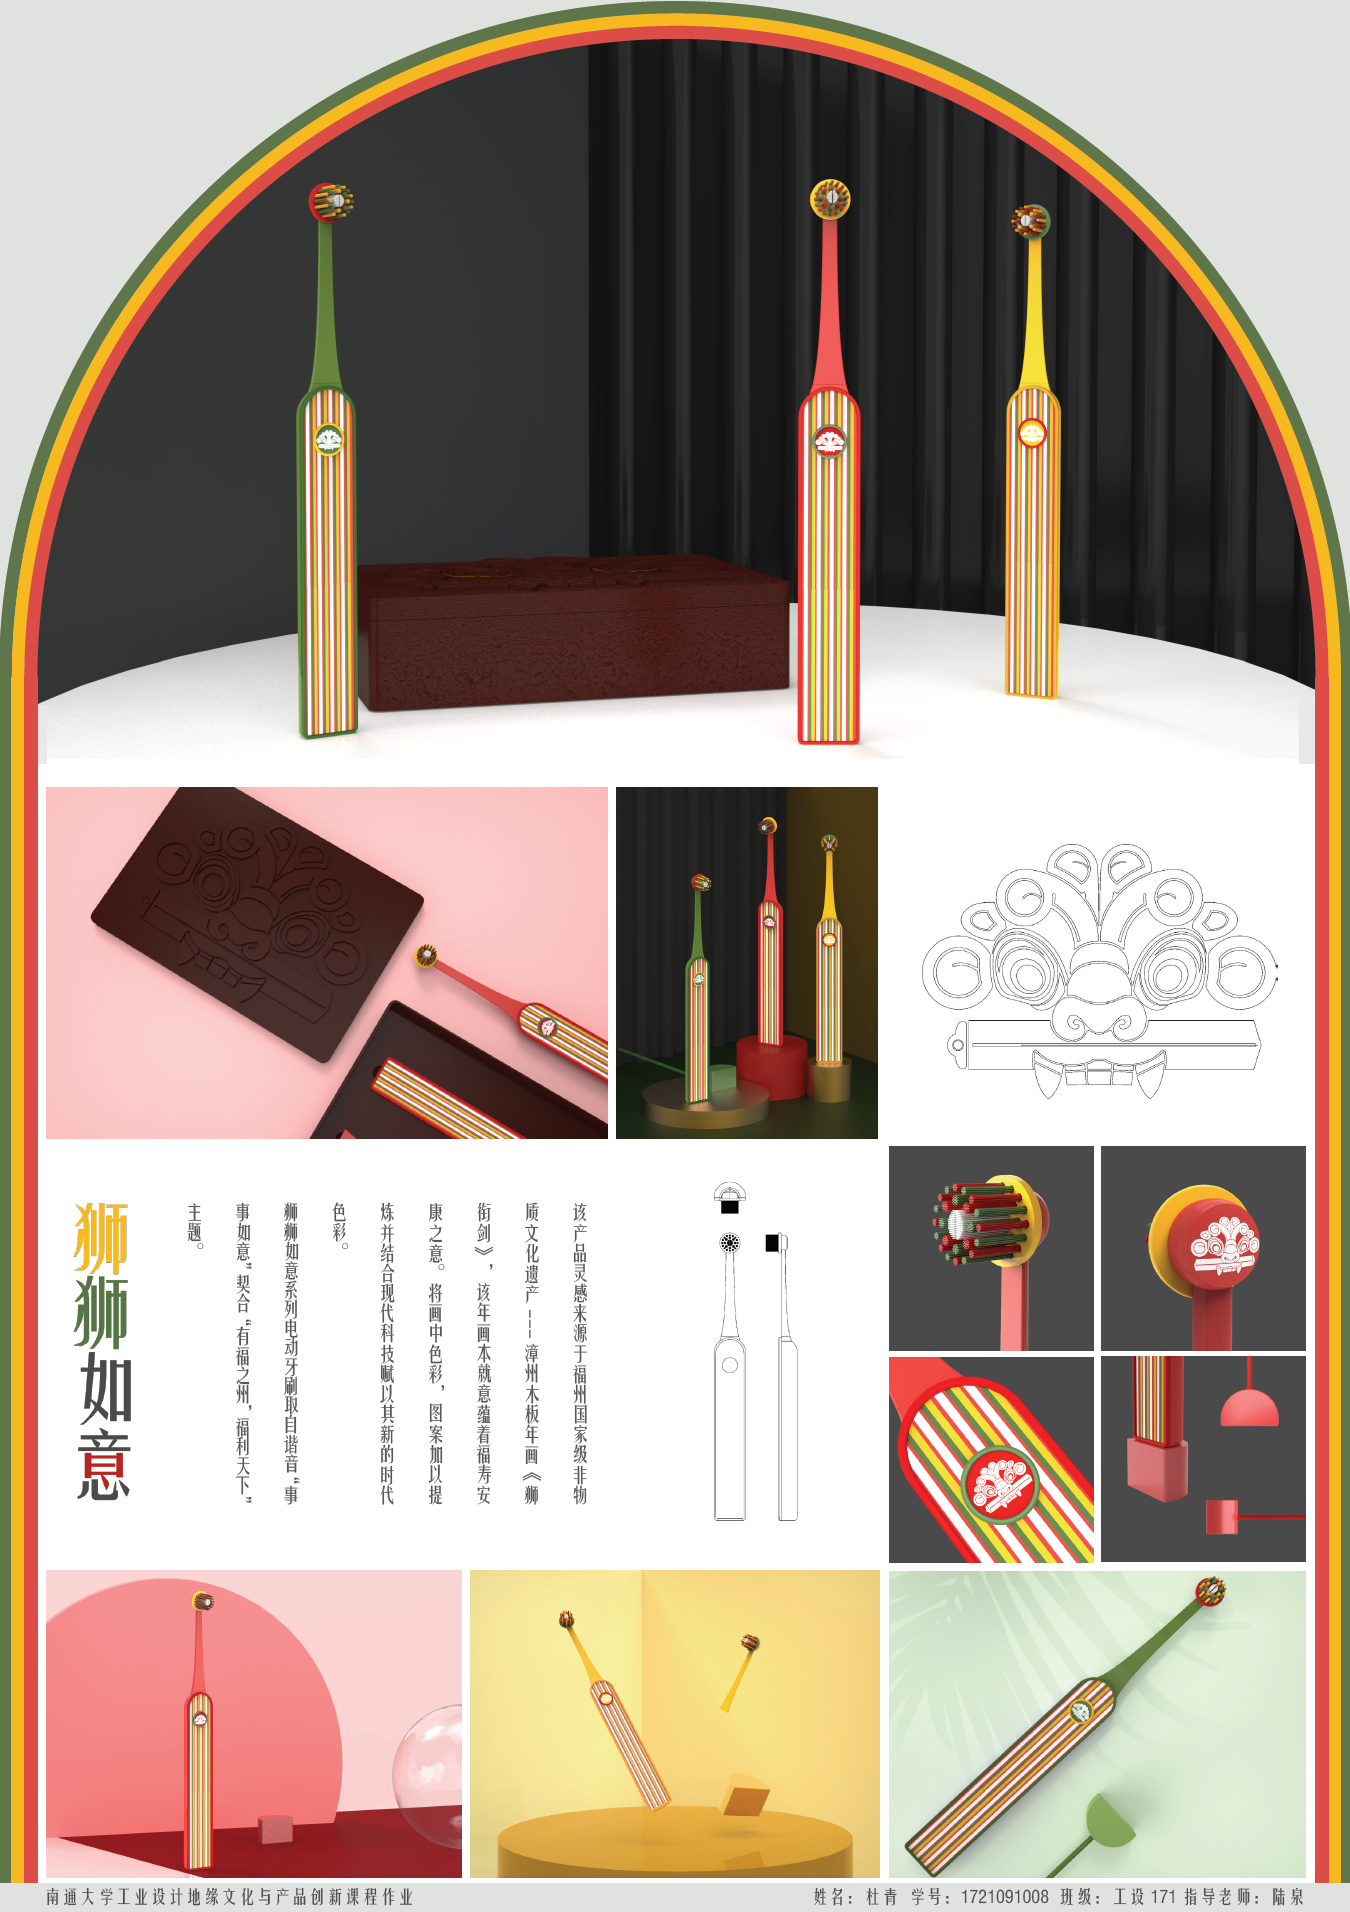 狮狮如意
该产品灵感来源于福州国家级非物
质文化遗产---漳州木板年画《狮
衔剑》，该年画本就意蕴着福寿安
康之意。将画中色彩，图案加以提
炼并结合现代科技赋以其新的时代
色彩。
狮狮如意系列电动牙刷取自谐音“事
事如意”契合“有福之州，福利天下”
主题。
南通大学工业设计地缘文化与产品创新课程作业
姓名：杜青 学号：1721091008 班级：工设171 指导老师：陆泉